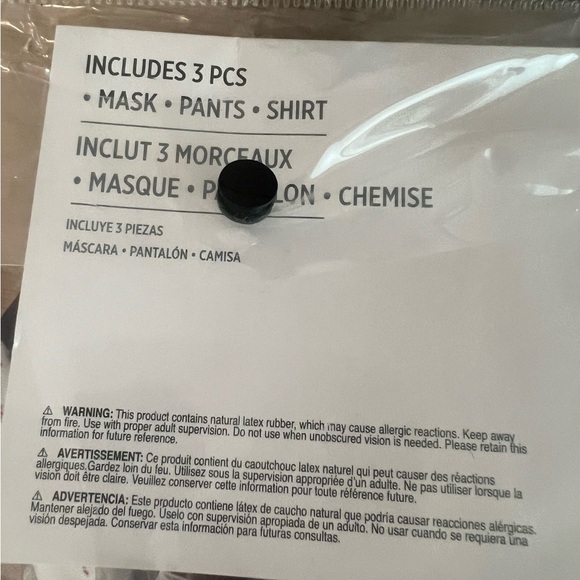 INCLUDES 3 PCS
• MASK • PANTS • SHIRT
INCLUT 3 MORCEAUX
• MASQUE • P LON • CHEMISE
INCLUYE 3 PIEZAS
MÁSCARA • PANTALÓN • CAMISA
⚠ WARNING: This product contains natural latex rubber, which may cause allergic reactions. Keep away
from fire. Use with proper adult supervision. Do not use when unobscured vision is needed. Please retain this
information for future reference.
⚠ AVERTISSEMENT: Ce produit contient du caoutchouc latex naturel qui peut causer des réactions
allergiques.Gardez loin du feu. Utilisez sous la supervision appropriée d'un adulte. Ne pas utiliser lorsque la
vision doit être claire. Veuillez conserver cette information pour toute référence future.
⚠ ADVERTENCIA: Este producto contiene látex de caucho natural que podría causar reacciones alérgicas.
Mantener alejado del fuego. Úselo con supervisión apropiada de un adulto. No usar cuando se requiera una
visión despejada. Conservar esta información para futuras consultas.